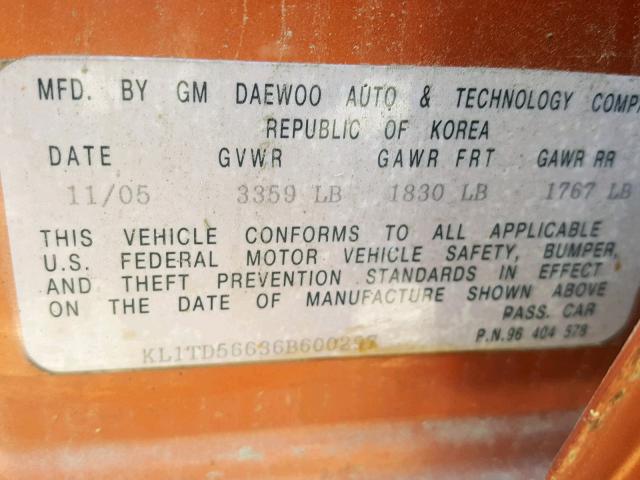 MFD. BY GM DAEWOO AUTO & TECHNOLOGY COMPA
REPUBLIC OF KOREA
DATE GVWR GAWR FRT GAWR RR
11/05 3359 LB 1830 LB 1767 LB
THIS VEHICLE CONFORMS TO ALL APPLICABLE
U.S. FEDERAL MOTOR VEHICLE SAFETY, BUMPER,
AND THEFT PREVENTION STANDARDS IN EFFECT
ON THE DATE OF MANUFACTURE SHOWN ABOVE
PASS. CAR
P.N.96 404 578